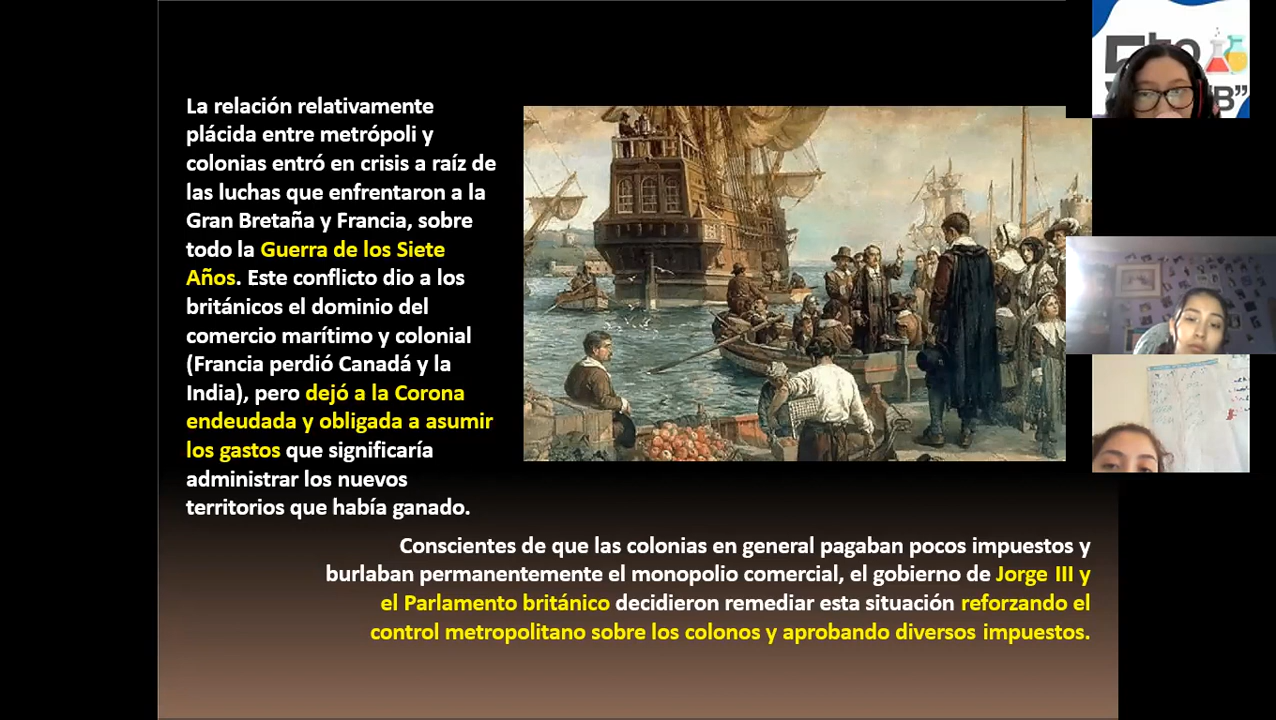 La relación relativamente
plácida entre metrópoli y
colonias entró en crisis a raíz de
las luchas que enfrentaron a la
Gran Bretaña y Francia, sobre
todo la Guerra de los Siete
Años. Este conflicto dio a los
británicos el dominio del
comercio marítimo y colonial
(Francia perdió Canadá y la
India), pero dejó a la Corona
endeudada y obligada a asumir
los gastos que significaría
administrar los nuevos
territorios que había ganado.
Conscientes de que las colonias en general pagaban pocos impuestos y
burlaban permanentemente el monopolio comercial, el gobierno de Jorge III y
el Parlamento británico decidieron remediar esta situación reforzando el
control metropolitano sobre los colonos y aprobando diversos impuestos.
B”